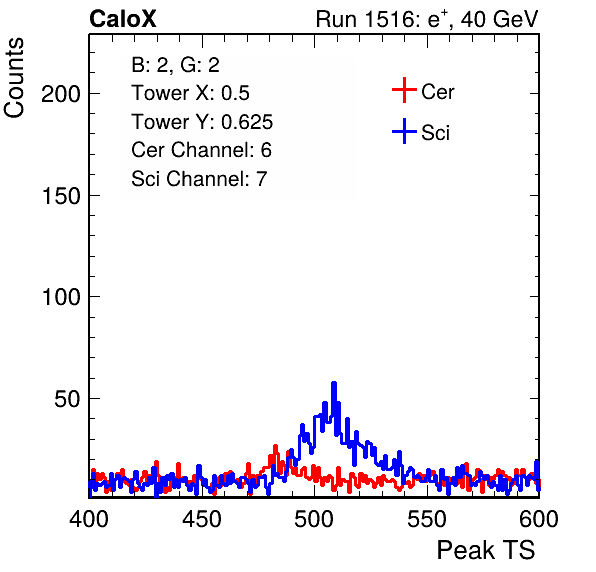 CaloX
Run 1516: e⁺, 40 GeV
Counts
B: 2, G: 2
Tower X: 0.5
Tower Y: 0.625
Cer Channel: 6
Sci Channel: 7
Cer
Sci
200
150
100
50
400 450 500 550 600
Peak TS